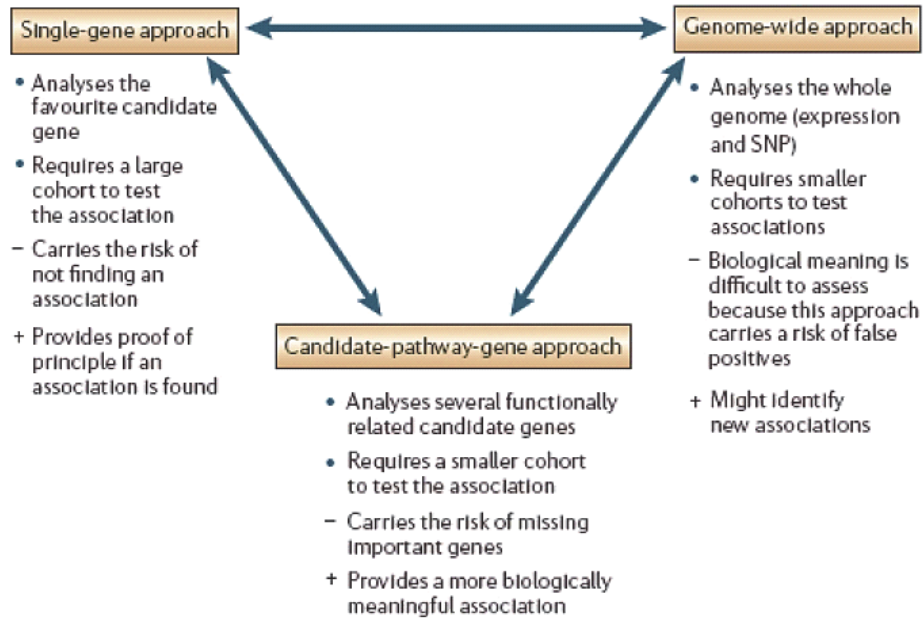 Single-gene approach
• Analyses the
favourite candidate
gene
• Requires a large
cohort to test
the association
– Carries the risk of
not finding an
association
+ Provides proof of
principle if an
association is found
Genome-wide approach
• Analyses the whole
genome (expression
and SNP)
• Requires smaller
cohorts to test
associations
– Biological meaning is
difficult to assess
because this approach
carries a risk of false
positives
+ Might identify
new associations
Candidate-pathway-gene approach
• Analyses several functionally
related candidate genes
• Requires a smaller cohort
to test the association
– Carries the risk of missing
important genes
+ Provides a more biologically
meaningful association